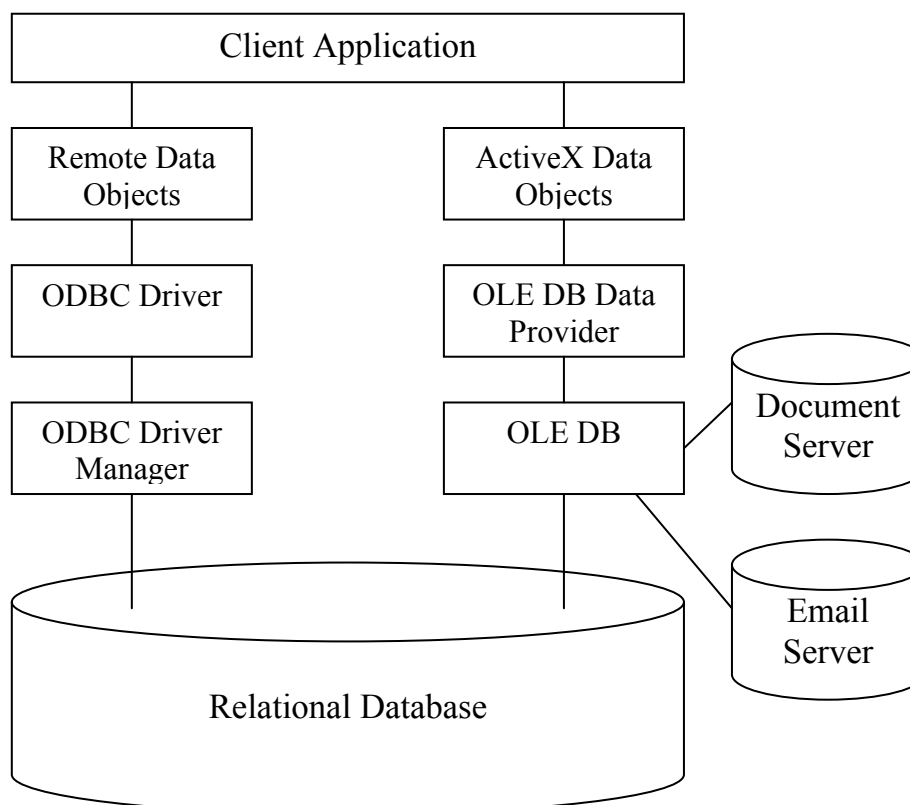 Client Application
Remote Data
Objects
ActiveX Data
Objects
ODBC Driver
OLE DB Data
Provider
ODBC Driver
Manager
OLE DB
Document
Server
Email
Server
Relational Database